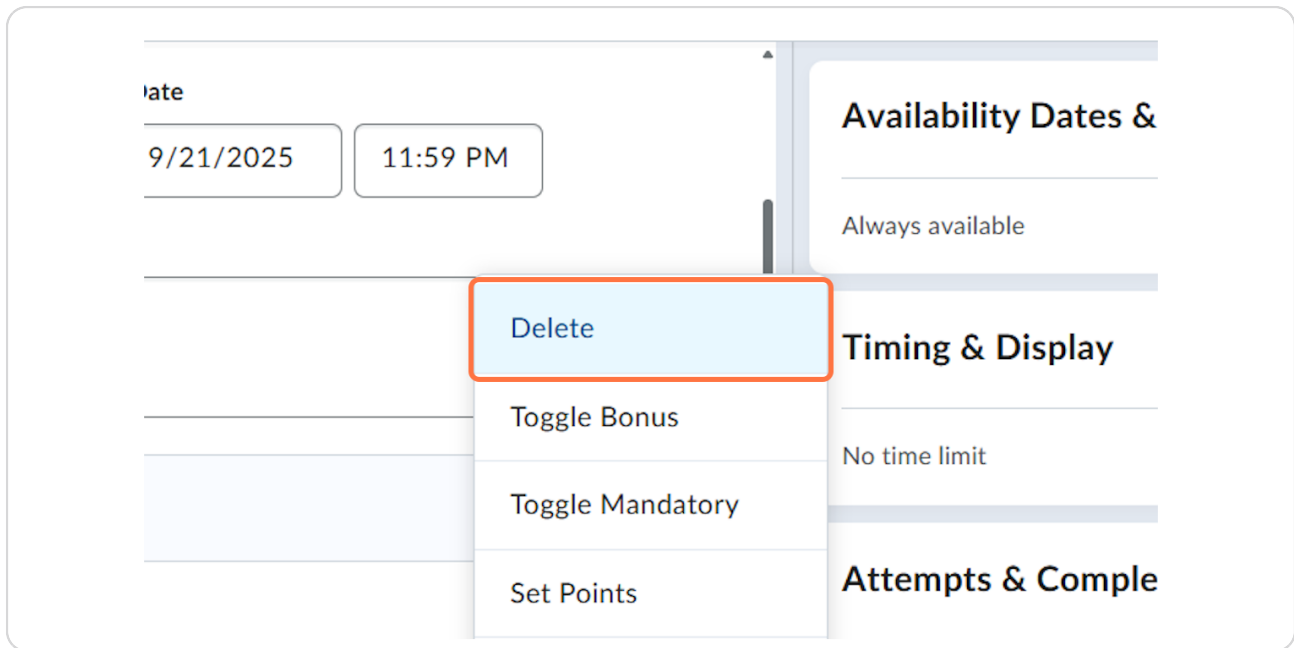 Date
9/21/2025
11:59 PM
Delete
Toggle Bonus
Toggle Mandatory
Set Points
Availability Dates &
Always available
Timing & Display
No time limit
Attempts & Comple